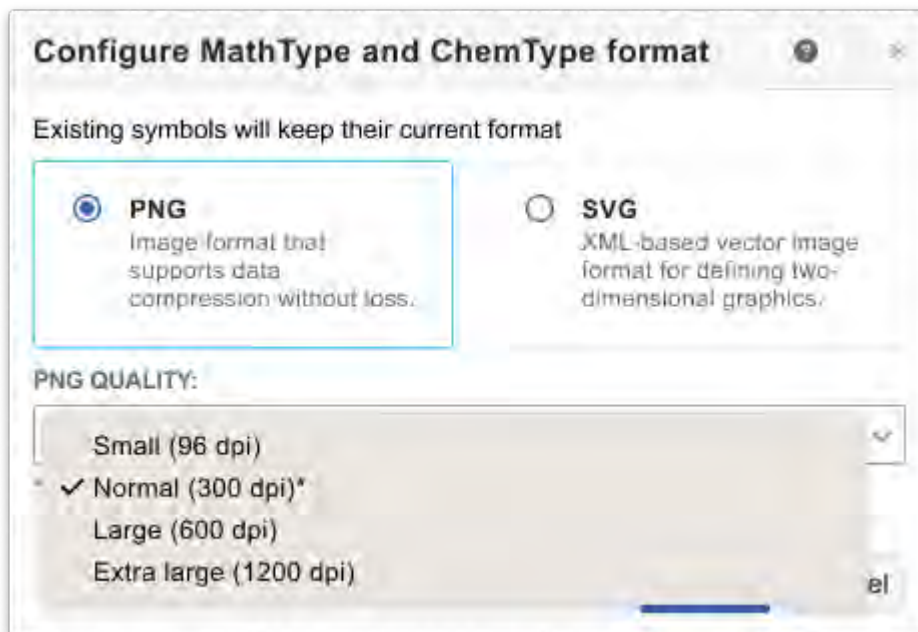 Configure MathType and ChemType format
Existing symbols will keep their current format
PNG
Image format that
supports data
compression without loss.
SVG
XML-based vector image
format for defining two-
dimensional graphics.
PNG QUALITY:
Small (96 dpi)
✓ Normal (300 dpi)*
Large (600 dpi)
Extra large (1200 dpi)
el